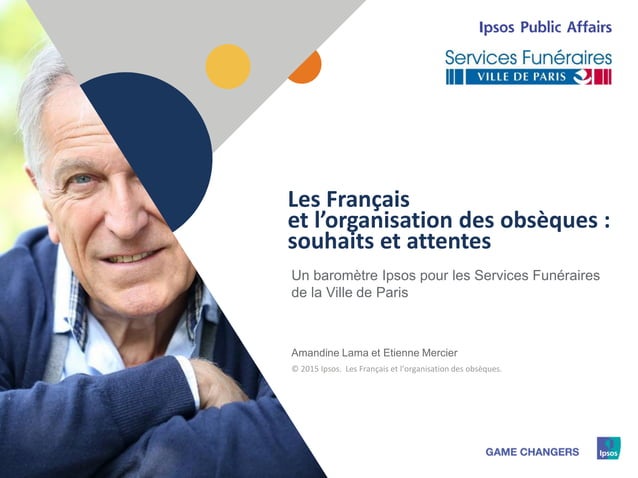 Ipsos Public Affairs
Services Funéraires
VILLE DE PARIS
Les Français
et l’organisation des obsèques :
souhaits et attentes
Un baromètre Ipsos pour les Services Funéraires
de la Ville de Paris
Amandine Lama et Etienne Mercier
© 2015 Ipsos. Les Français et l’organisation des obsèques.
GAME CHANGERS
Ipsos